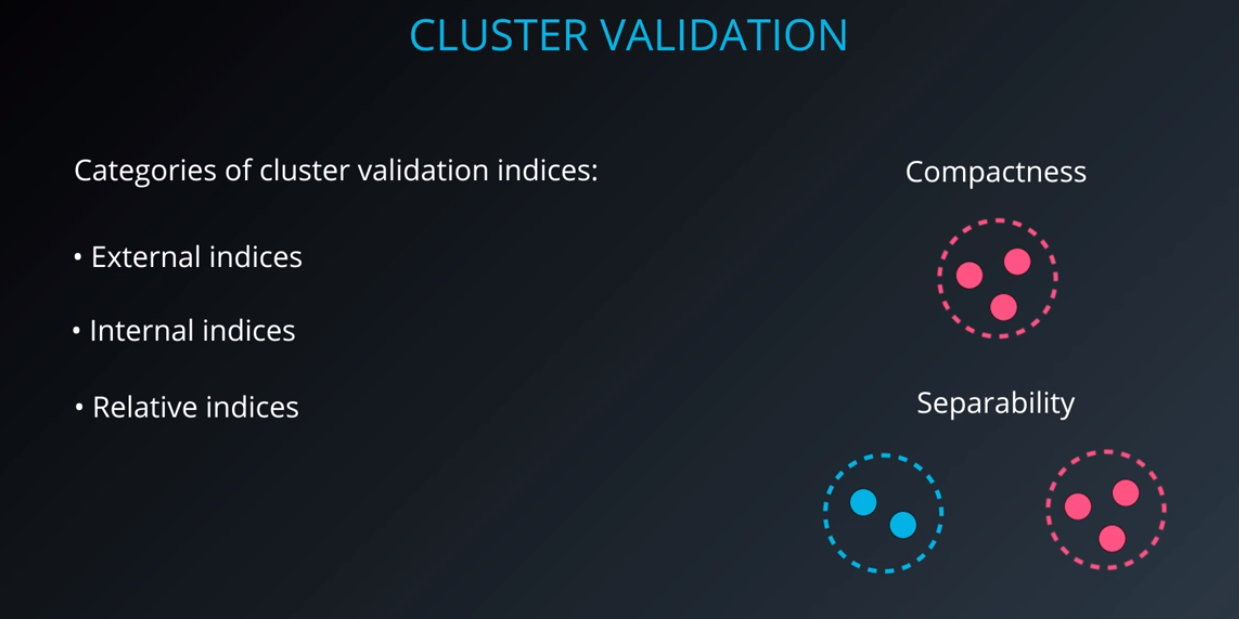 CLUSTER VALIDATION
Categories of cluster validation indices:
• External indices
• Internal indices
• Relative indices
Compactness
Separability